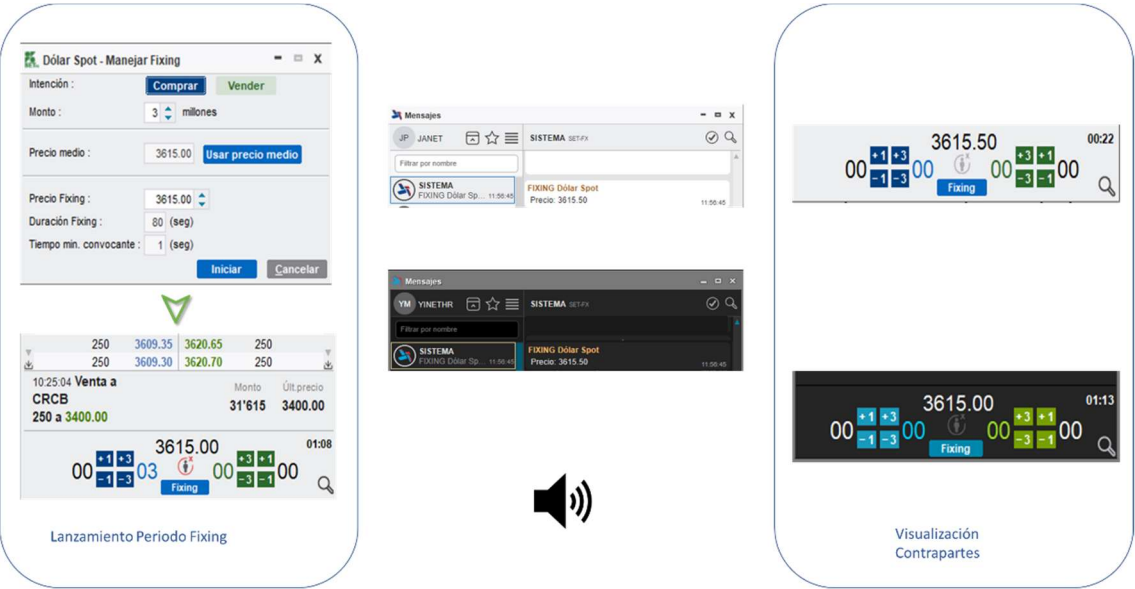 Dólar Spot - Manejar Fixing
Intención : Comprar Vender
Monto : 3 millones
Precio medio : 3615.00 Usar precio medio
Precio Fixing : 3615.00
Duración Fixing : 80 (seg)
Tiempo min. convocante : 1 (seg)
Iniciar Cancelar
250 3609.35 3620.65 250
250 3609.30 3620.70 250
10:25:04 Venta a
CRCB
250 a 3400.00
Monto Últ.precio
31'615 3400.00
3615.00 01:08
+1 +3 +3 +1
00 03 00 00
−1 −3 −3 −1
Fixing
Lanzamiento Periodo Fixing
Mensajes
JP JANET SISTEMA SET-FX
Filtrar por nombre
SISTEMA
FIXING Dólar Sp... 11:56:45
FIXING Dólar Spot
Precio: 3615.50
11:56:45
Mensajes
YM YINETHR SISTEMA SET-FX
Filtrar por nombre
SISTEMA
FIXING Dólar Sp... 11:56:45
FIXING Dólar Spot
Precio: 3615.50
11:56:45
3615.50 00:22
+1 +3 +3 +1
00 00 00 00
−1 −3 −3 −1
Fixing
3615.00 01:13
+1 +3 +3 +1
00 00 00 00
−1 −3 −3 −1
Fixing
Visualización
Contrapartes